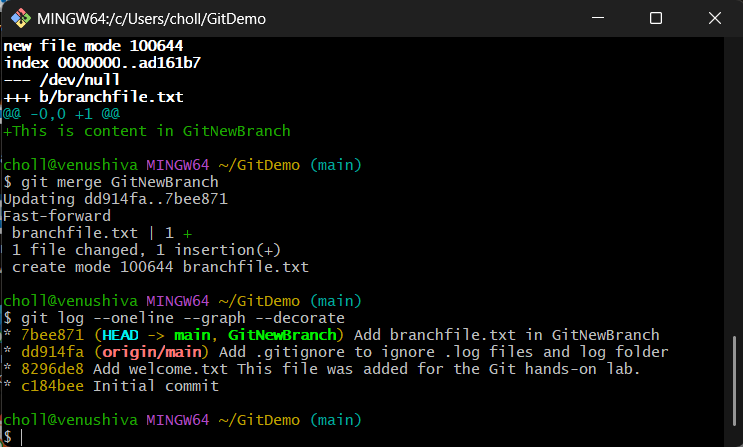 MINGW64:/c/Users/choll/GitDemo
new file mode 100644
index 0000000..ad161b7
--- /dev/null
+++ b/branchfile.txt
@@ -0,0 +1 @@
+This is content in GitNewBranch
choll@venushiva MINGW64 ~/GitDemo (main)
$ git merge GitNewBranch
Updating dd914fa..7bee871
Fast-forward
 branchfile.txt | 1 +
 1 file changed, 1 insertion(+)
 create mode 100644 branchfile.txt
choll@venushiva MINGW64 ~/GitDemo (main)
$ git log --oneline --graph --decorate
* 7bee871 (HEAD -> main, GitNewBranch) Add branchfile.txt in GitNewBranch
* dd914fa (origin/main) Add .gitignore to ignore .log files and log folder
* 8296de8 Add welcome.txt This file was added for the Git hands-on lab.
* c184bee Initial commit
choll@venushiva MINGW64 ~/GitDemo (main)
$